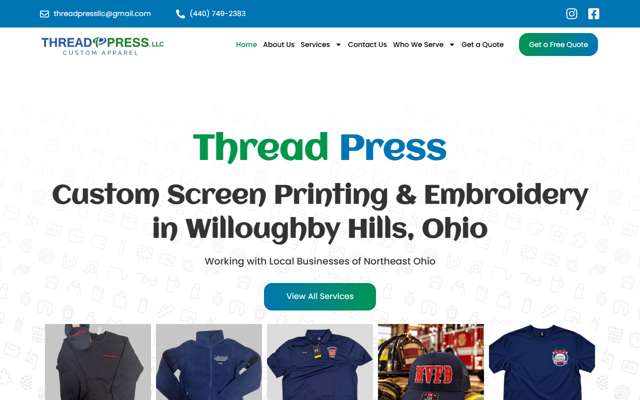 threadpressllc@gmail.com
(440) 749-2383
THREAD PRESS, LLC
CUSTOM APPAREL
Home
About Us
Services
Contact Us
Who We Serve
Get a Quote
Get a Free Quote
Thread Press
Custom Screen Printing & Embroidery
in Willoughby Hills, Ohio
Working with Local Businesses of Northeast Ohio
View All Services
HVFD